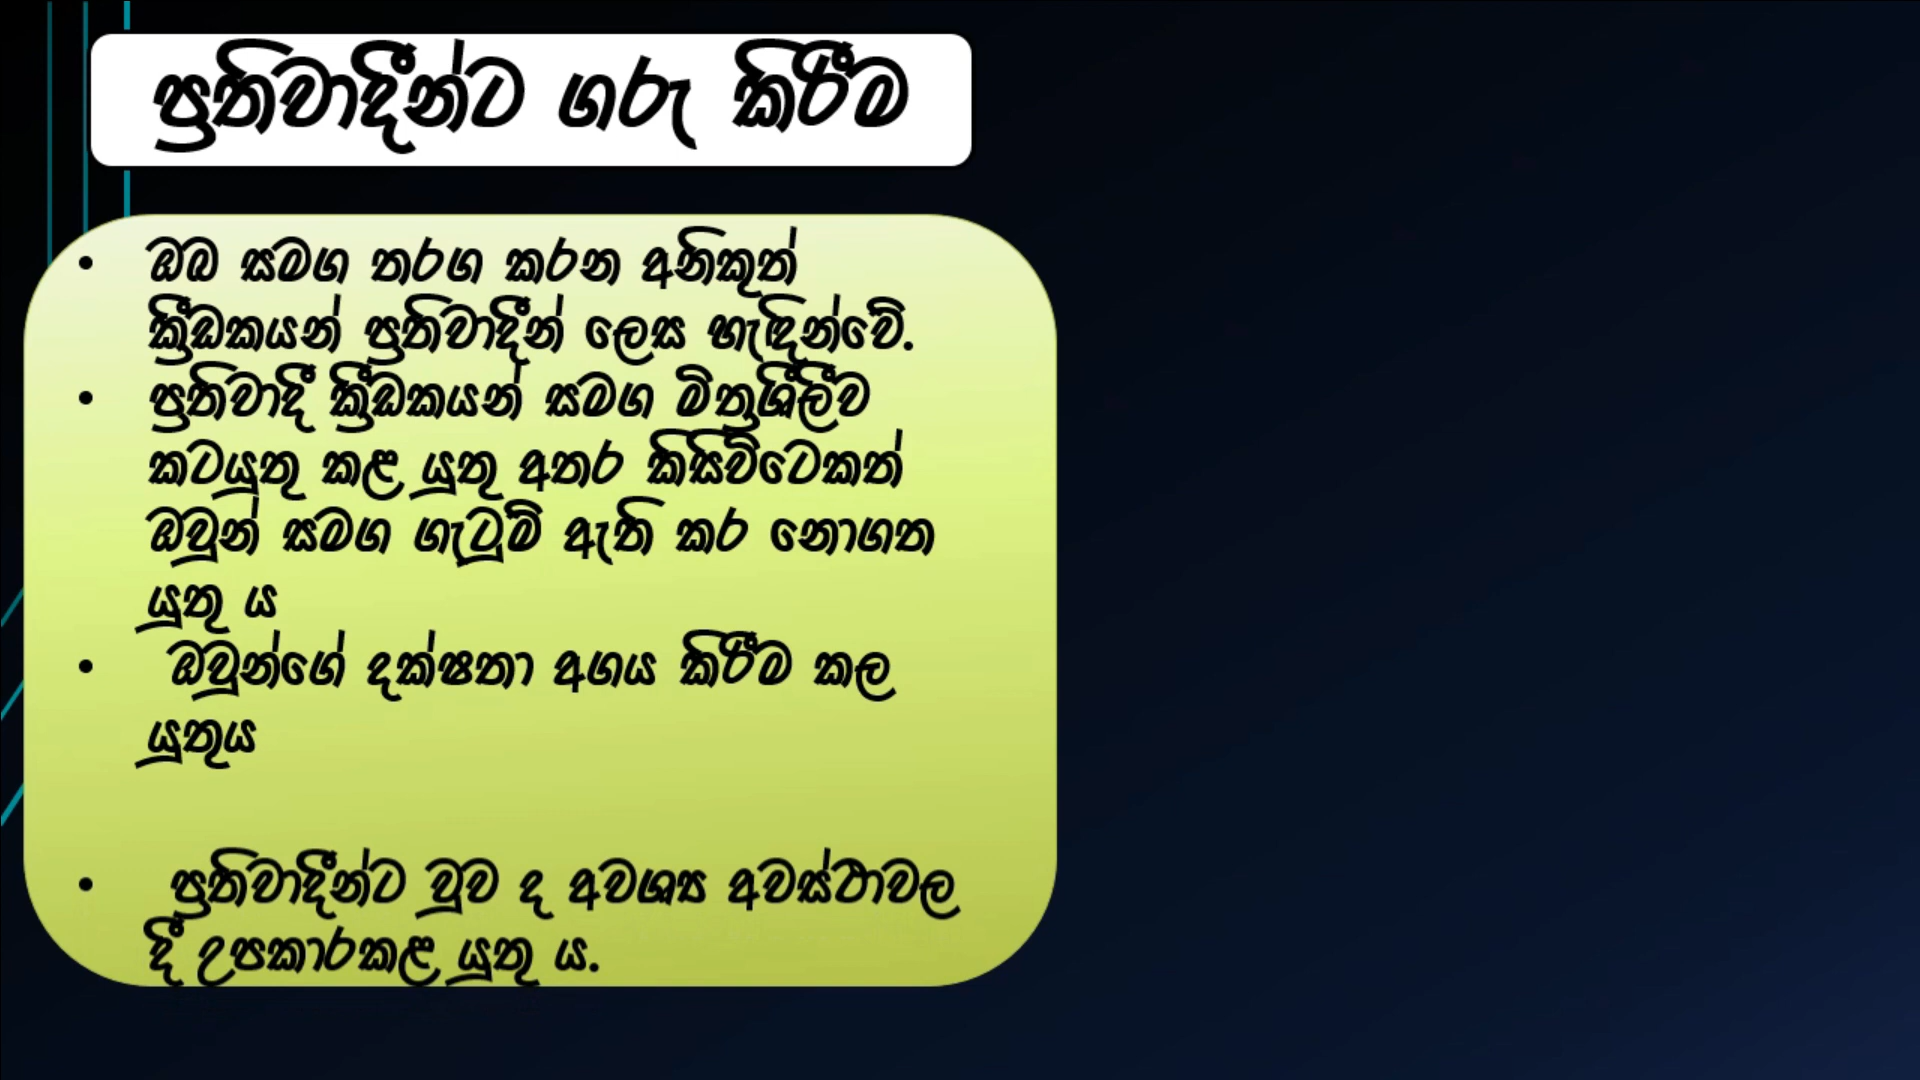 ප්‍රතිවාදීන්ට ගරු කිරීම
• ඔබ සමග තරග කරන අනිකුත්
ක්‍රීඩකයන් ප්‍රතිවාදීන් ලෙස හැඳින්වේ.
• ප්‍රතිවාදී ක්‍රීඩකයන් සමග මිත්‍රශීලීව
කටයුතු කළ යුතු අතර කිසිවිටෙකත්
ඔවුන් සමග ගැටුම් ඇති කර නොගත
යුතු ය
• ඔවුන්ගේ දක්ෂතා අගය කිරීම කල
යුතුය
• ප්‍රතිවාදීන්ට වුව ද අවශ්‍ය අවස්ථාවල
දී උපකාරකළ යුතු ය.